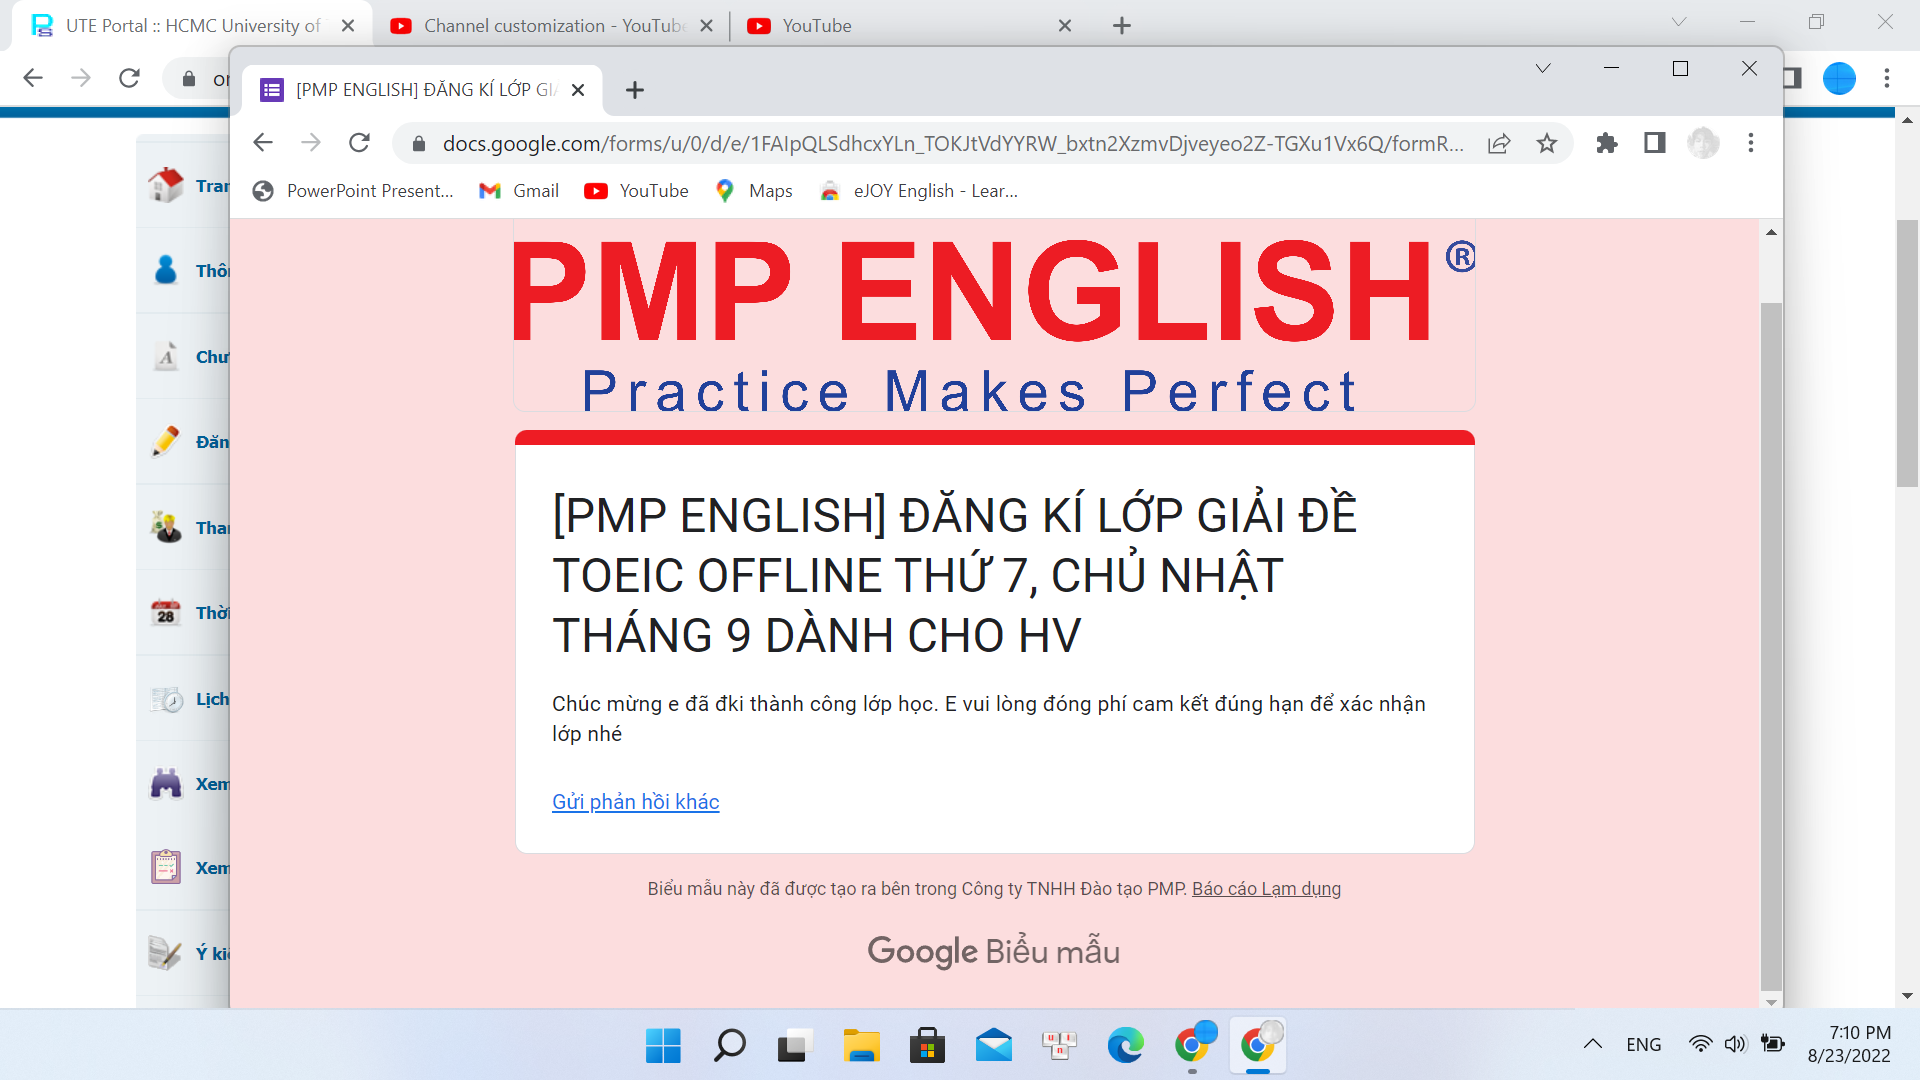 UTE Portal :: HCMC University of
Channel customization - YouTube
YouTube
[PMP ENGLISH] ĐĂNG KÍ LỚP GIẢ
docs.google.com/forms/u/0/d/e/1FAIpQLSdhcxYLn_TOKJtVdYYRW_bxtn2XzmvDjveyeo2Z-TGXu1Vx6Q/formR...
PowerPoint Present...
Gmail
YouTube
Maps
eJOY English - Lear...
Tran
Thô
Chư
Đăn
Than
Thờ
28
Lịch
Xem
Xem
Ý ki
PMP ENGLISH®
Practice Makes Perfect
[PMP ENGLISH] ĐĂNG KÍ LỚP GIẢI ĐỀ
TOEIC OFFLINE THỨ 7, CHỦ NHẬT
THÁNG 9 DÀNH CHO HV
Chúc mừng e đã đki thành công lớp học. E vui lòng đóng phí cam kết đúng hạn để xác nhận
lớp nhé
Gửi phản hồi khác
Biểu mẫu này đã được tạo ra bên trong Công ty TNHH Đào tạo PMP. Báo cáo Lạm dụng
Google Biểu mẫu
ENG
7:10 PM
8/23/2022